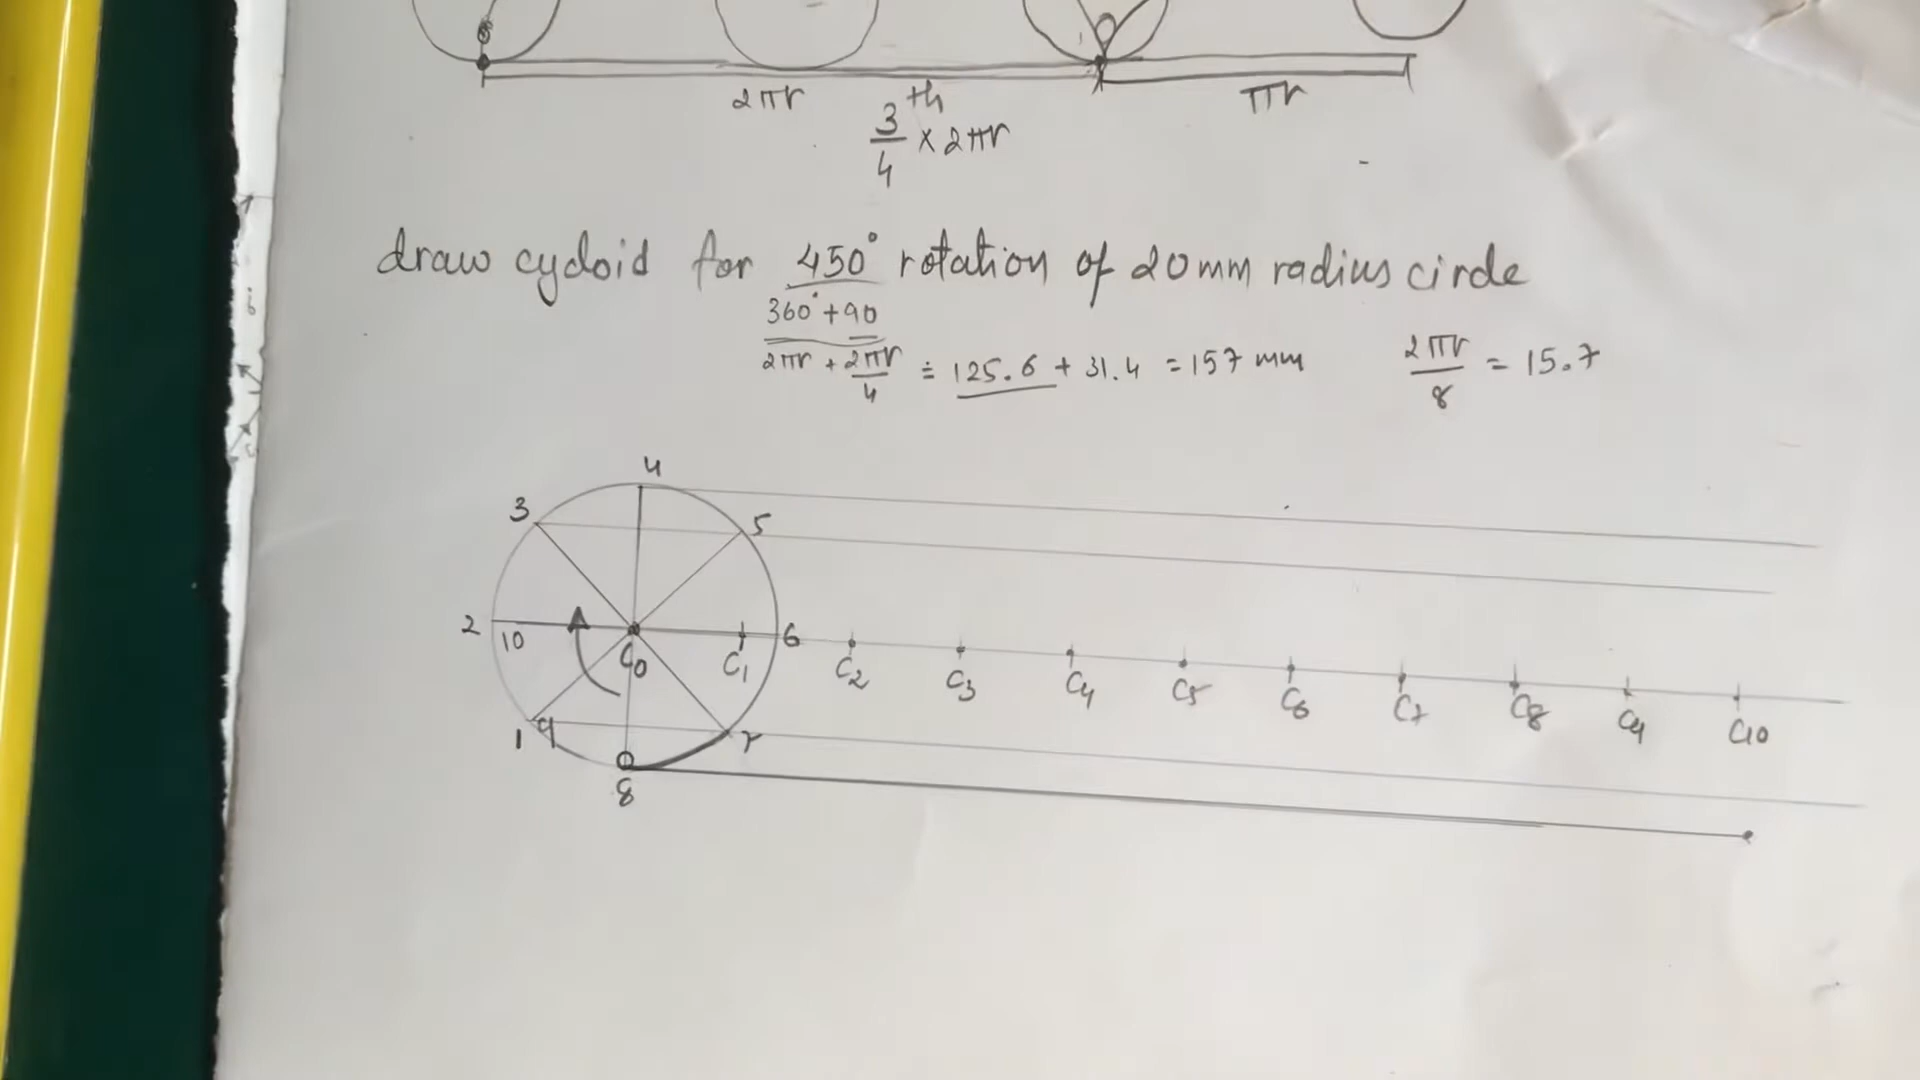 2πr
πr
3/4 th × 2πr
draw cycloid for 450° rotation of 20mm radius circle
360° + 90
2πr + 2πr/4 = 125.6 + 31.4 = 157 mm
2πr/8 = 15.7
4
3
5
2
10
C0
C1
6
C2
C3
C4
C5
C6
C7
C8
C9
C10
1
9
7
8